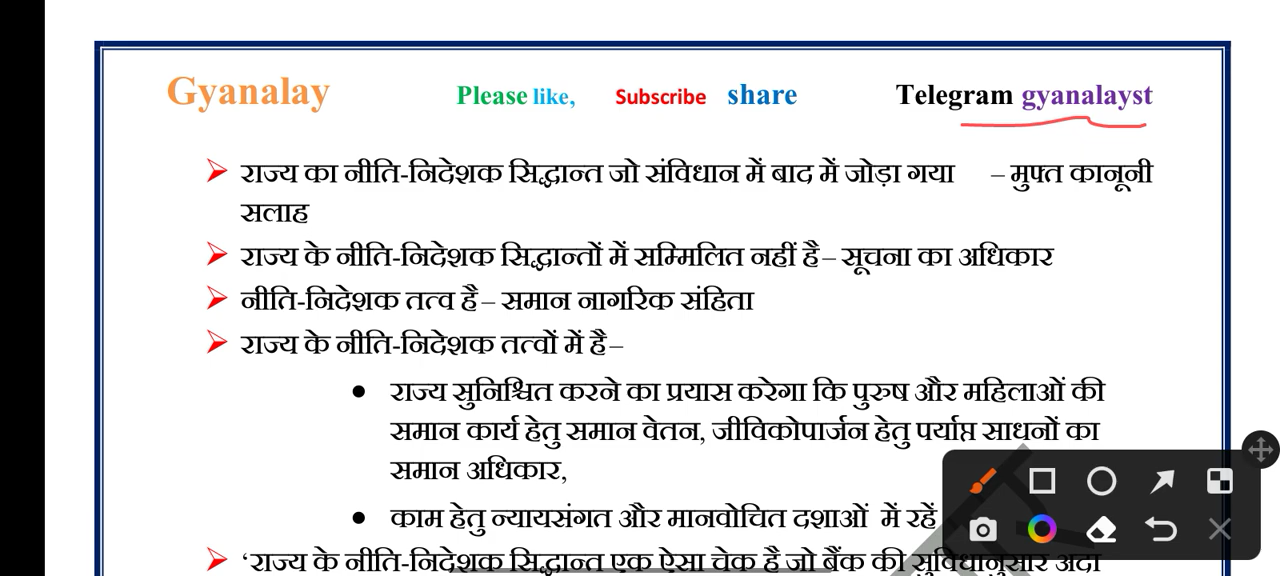 Gyanalay Please like, Subscribe share Telegram gyanalayst
राज्य का नीति-निदेशक सिद्धान्त जो संविधान में बाद में जोड़ा गया – मुफ्त कानूनी
सलाह
राज्य के नीति-निदेशक सिद्धान्तों में सम्मिलित नहीं है – सूचना का अधिकार
नीति-निदेशक तत्व है – समान नागरिक संहिता
राज्य के नीति-निदेशक तत्वों में है –
राज्य सुनिश्चित करने का प्रयास करेगा कि पुरुष और महिलाओं की
समान कार्य हेतु समान वेतन, जीविकोपार्जन हेतु पर्याप्त साधनों का
समान अधिकार,
काम हेतु न्यायसंगत और मानवोचित दशाओं में रहें
‘राज्य के नीति-निदेशक सिद्धान्त एक ऐसा चेक है जो बैंक की सुविधानुसार अदा